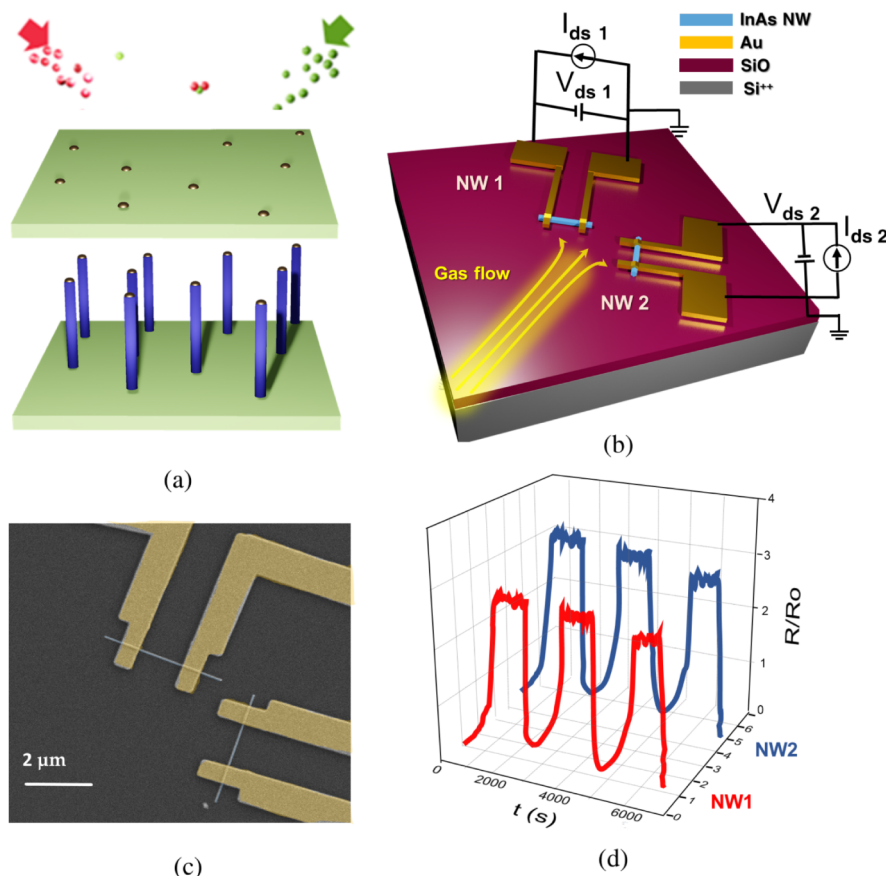 InAs NW
Au
SiO
Si++
I ds 1
V ds 1
NW 1
V ds 2
I ds 2
Gas flow
NW 2
(a)
(b)
2 μm
(c)
4
3
2
1
0
R/Ro
6
5
4
3
2
1
0
NW2
NW1
0
2000
4000
6000
t (s)
(d)